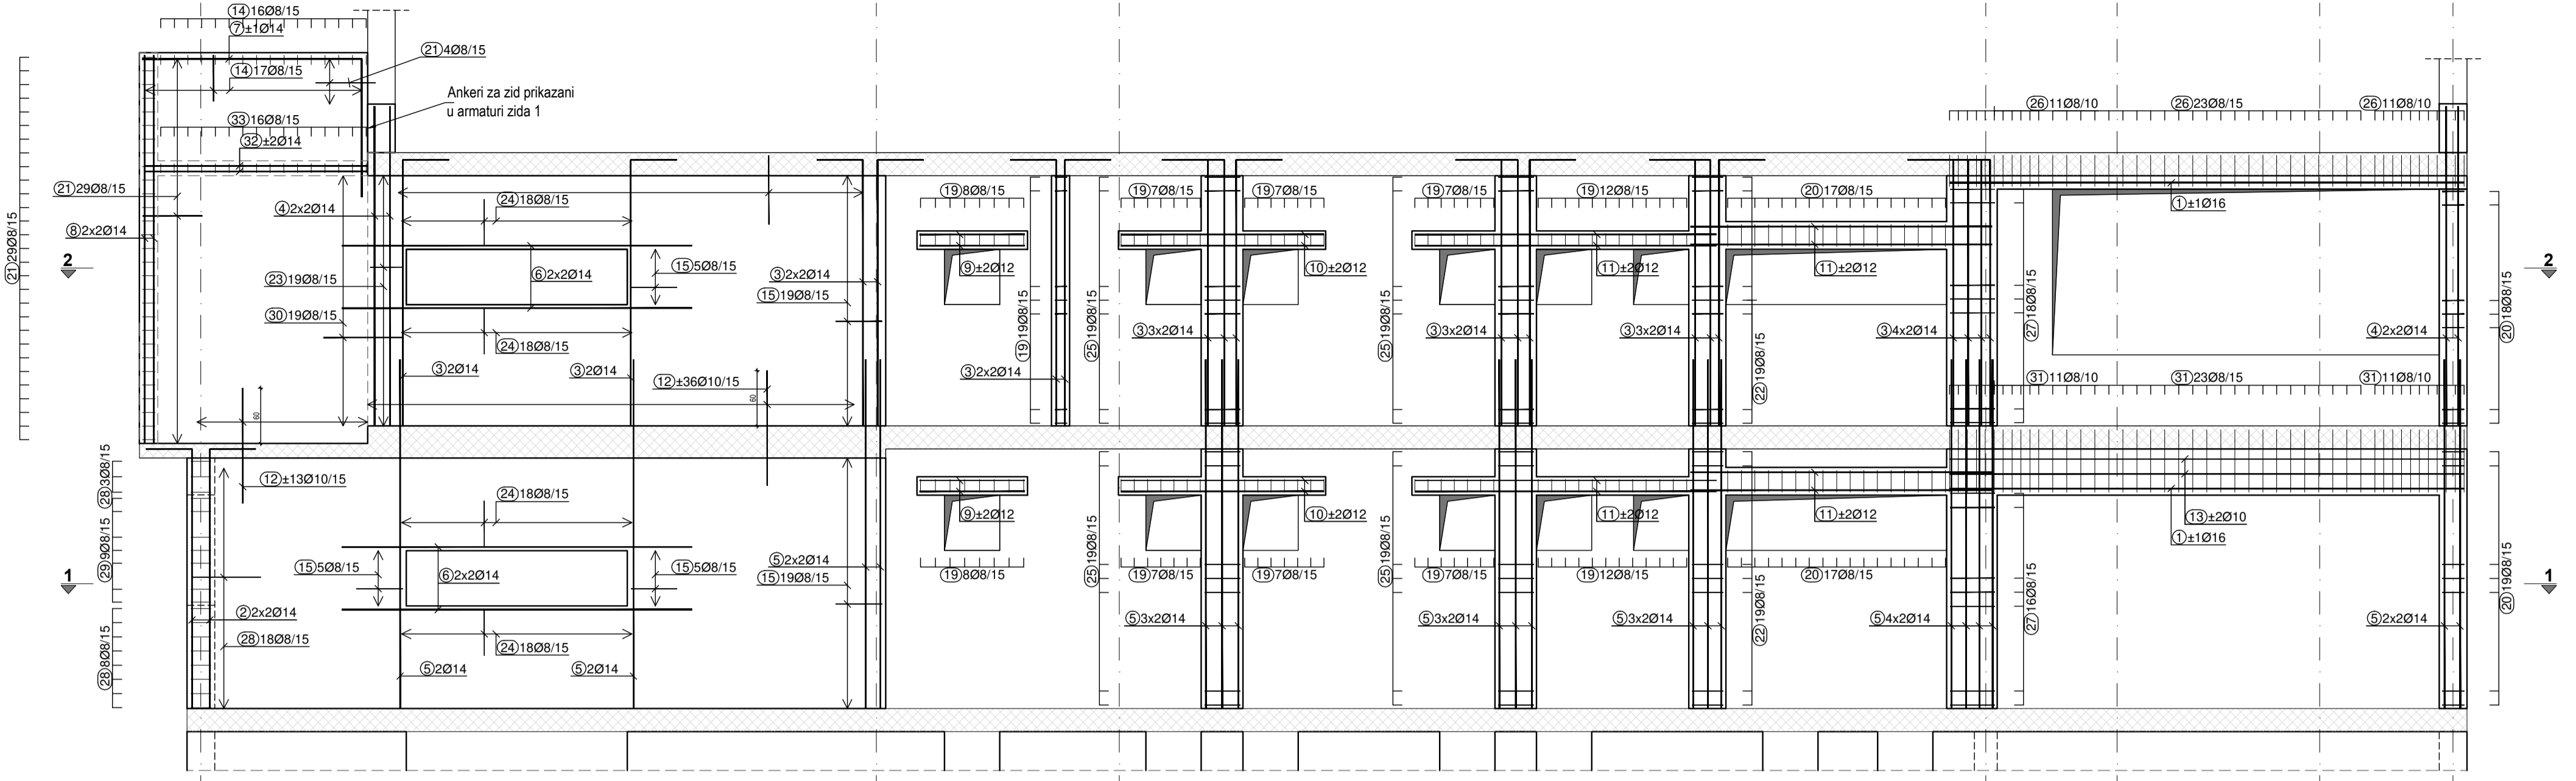 14 16Ø8/15
7 ±1Ø14
21 4Ø8/15
14 17Ø8/15
Ankeri za zid prikazani
u armaturi zida 1
33 16Ø8/15
32 ±2Ø14
26 11Ø8/10
26 23Ø8/15
26 11Ø8/10
21 29Ø8/15
21 29Ø8/15
8 2x2Ø14
4 2x2Ø14
24 18Ø8/15
19 8Ø8/15
19 19Ø8/15
25 19Ø8/15
19 7Ø8/15
19 7Ø8/15
25 19Ø8/15
19 7Ø8/15
19 12Ø8/15
20 17Ø8/15
1 ±1Ø16
2
2
23 19Ø8/15
6 2x2Ø14
15 5Ø8/15
3 2x2Ø14
15 19Ø8/15
9 ±2Ø12
10 ±2Ø12
11 ±2Ø12
11 ±2Ø12
27 18Ø8/15
20 18Ø8/15
30 19Ø8/15
24 18Ø8/15
3 3x2Ø14
3 3x2Ø14
3 3x2Ø14
22 19Ø8/15
3 4x2Ø14
4 2x2Ø14
3 2Ø14
3 2Ø14
12 ±36Ø10/15
3 2x2Ø14
60
60
31 11Ø8/10
31 23Ø8/15
31 11Ø8/10
28 3Ø8/15
12 ±13Ø10/15
24 18Ø8/15
9 ±2Ø12
10 ±2Ø12
11 ±2Ø12
11 ±2Ø12
13 ±2Ø10
1 ±1Ø16
29 9Ø8/15
1
1
15 5Ø8/15
6 2x2Ø14
15 5Ø8/15
5 2x2Ø14
15 19Ø8/15
19 8Ø8/15
25 19Ø8/15
19 7Ø8/15
19 7Ø8/15
25 19Ø8/15
19 7Ø8/15
19 12Ø8/15
20 17Ø8/15
27 16Ø8/15
20 19Ø8/15
2 2x2Ø14
28 18Ø8/15
28 8Ø8/15
24 18Ø8/15
5 3x2Ø14
5 3x2Ø14
5 3x2Ø14
22 19Ø8/15
5 4x2Ø14
5 2x2Ø14
5 2Ø14
5 2Ø14